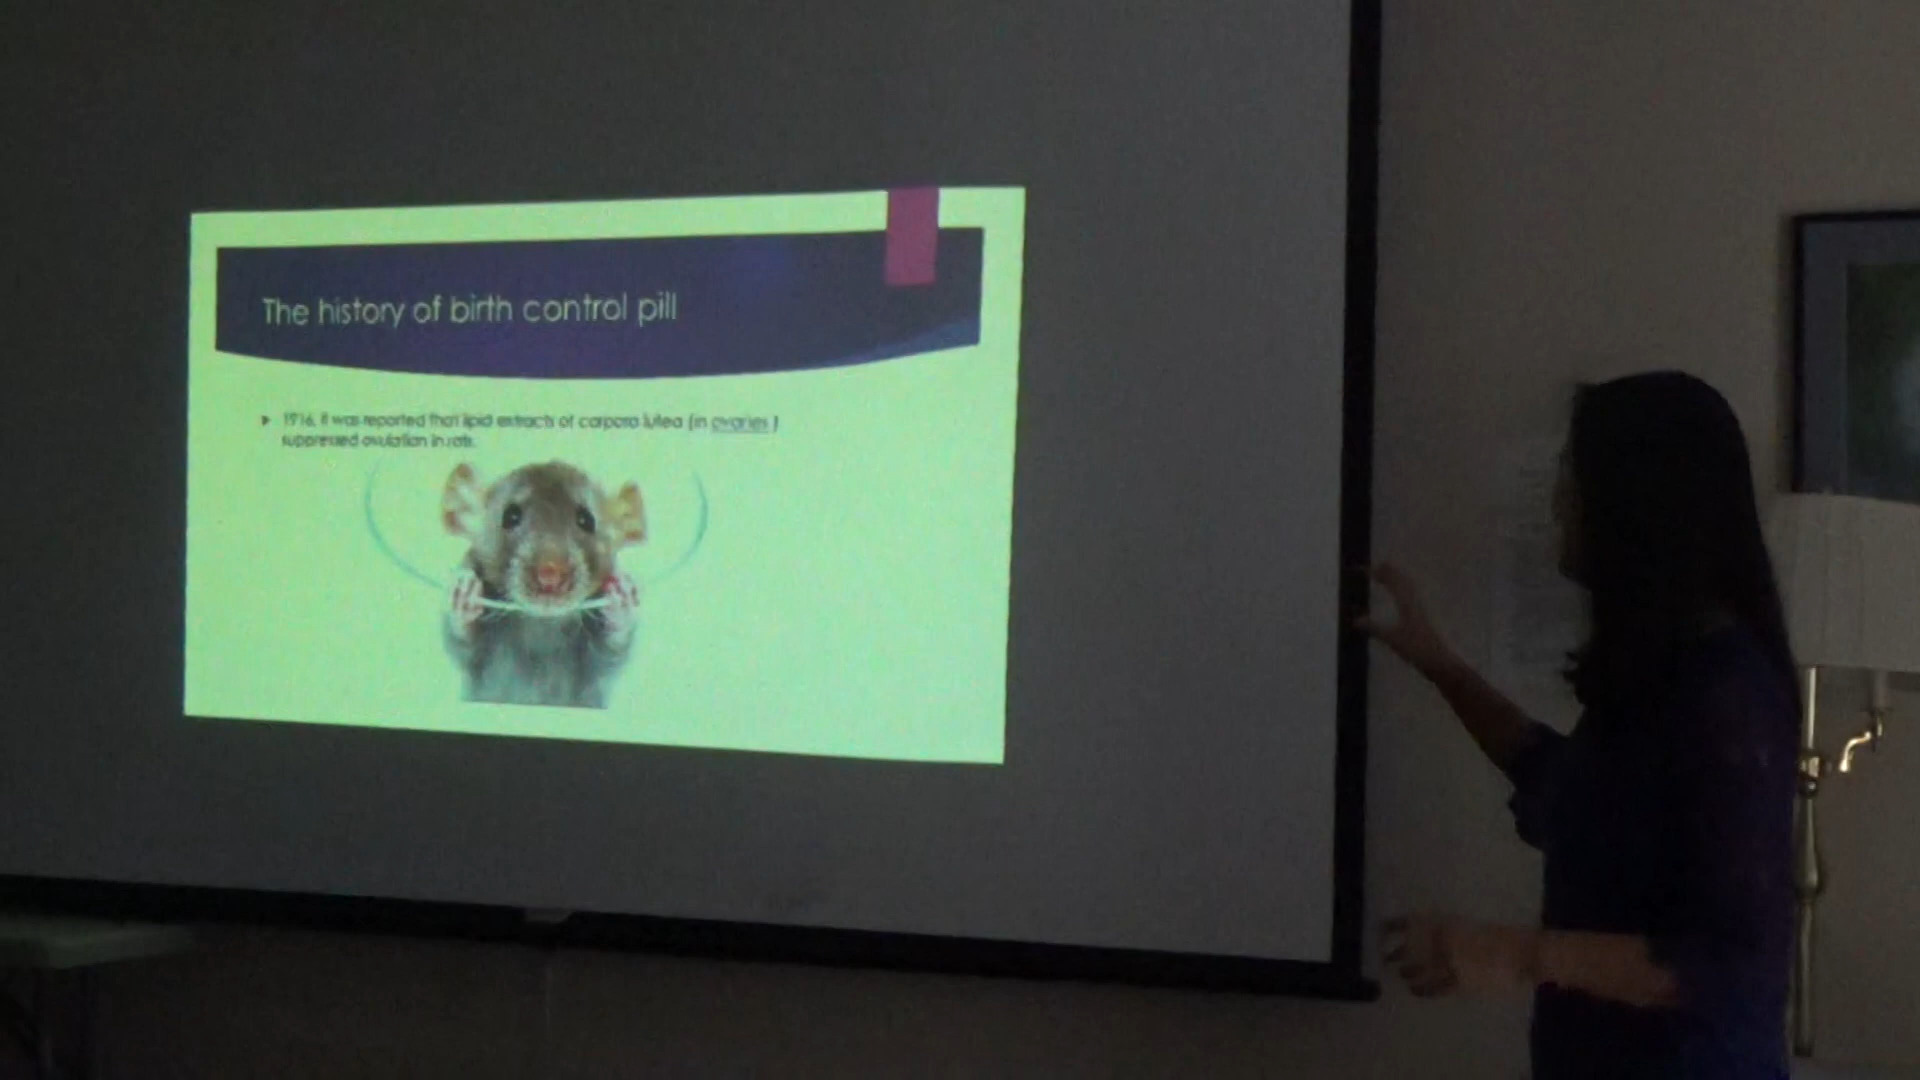 The history of birth control pill
1916, it was reported that lipid extracts of corpora lutea (in ovaries )
suppressed ovulation in rats.